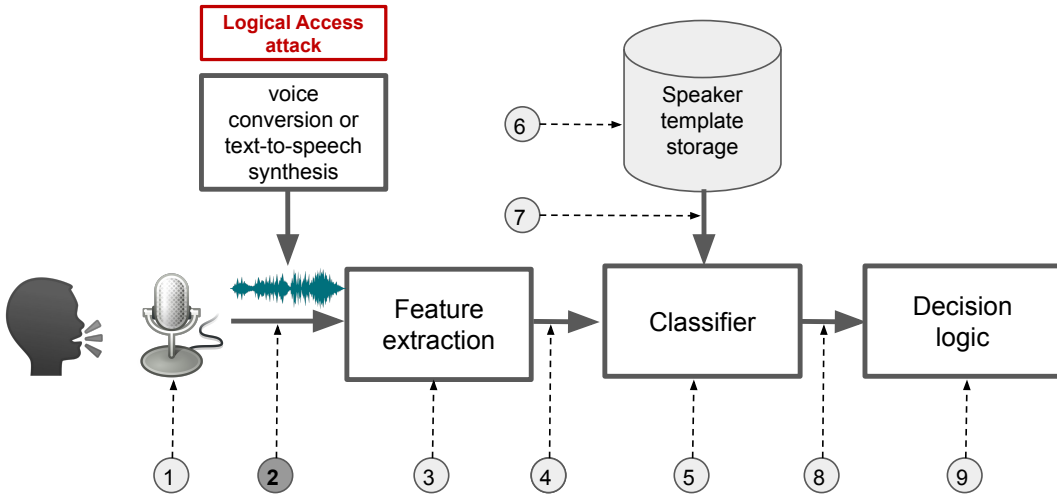 Logical Access
attack
voice
conversion or
text-to-speech
synthesis
Speaker
template
storage
6
7
Feature
extraction
Classifier
Decision
logic
1
2
3
4
5
8
9